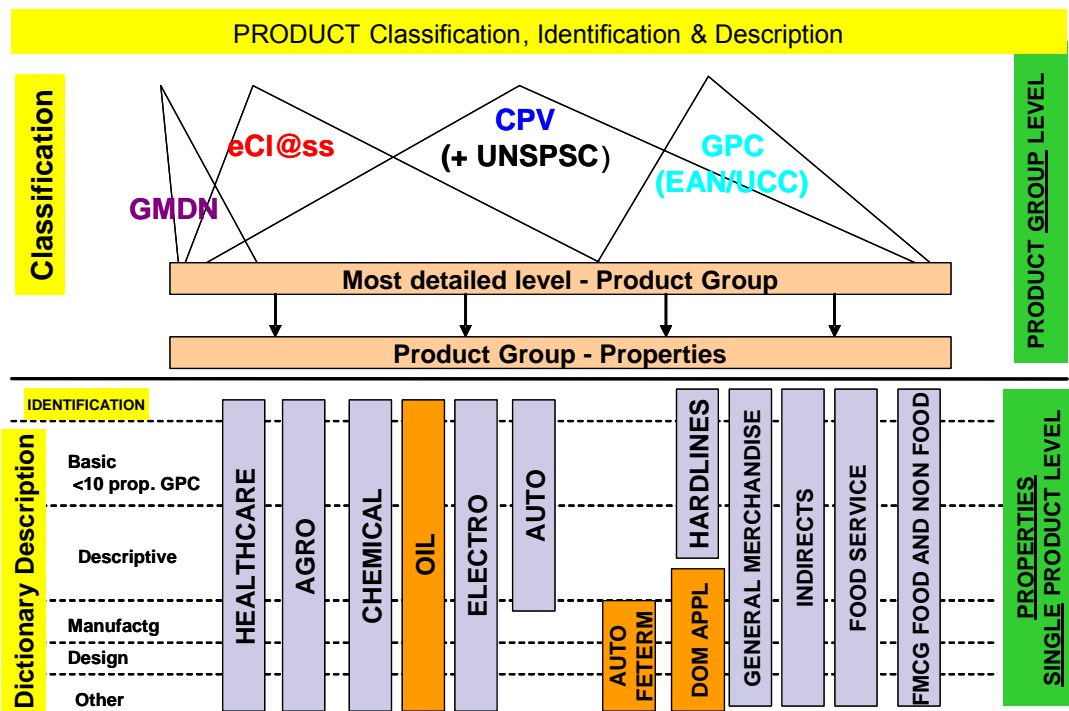 PRODUCT Classification, Identification & Description
Classification
PRODUCT GROUP LEVEL
GMDN
eCl@ss
CPV
(+ UNSPSC)
GPC
(EAN/UCC)
Most detailed level - Product Group
Product Group - Properties
IDENTIFICATION
Dictionary Description
Basic
<10 prop. GPC
Descriptive
Manufactg
Design
Other
HEALTHCARE
AGRO
CHEMICAL
OIL
ELECTRO
AUTO
AUTO
FETERM
HARDLINES
DOM APPL
GENERAL MERCHANDISE
INDIRECTS
FOOD SERVICE
FMCG FOOD AND NON FOOD
PROPERTIES
SINGLE PRODUCT LEVEL